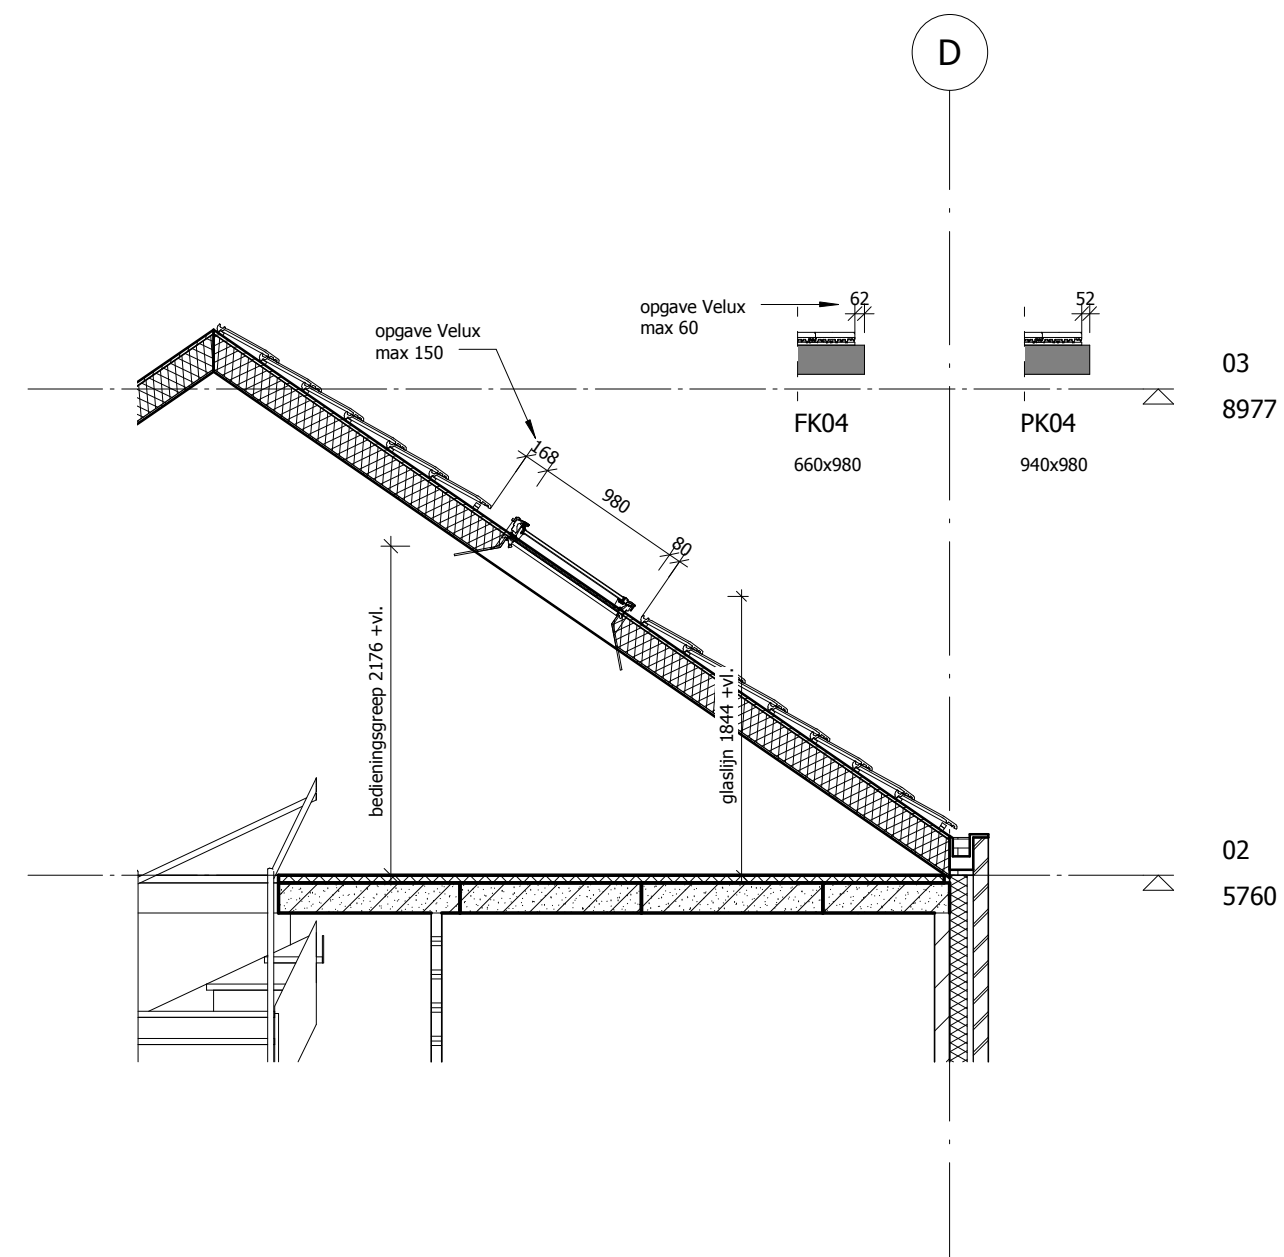 D
opgave Velux
max 60
62
52
opgave Velux
max 150
03
8977
FK04
660x980
PK04
940x980
168
980
80
bedieningsgreep 2176 +vl.
glaslijn 1844 +vl.
02
5760